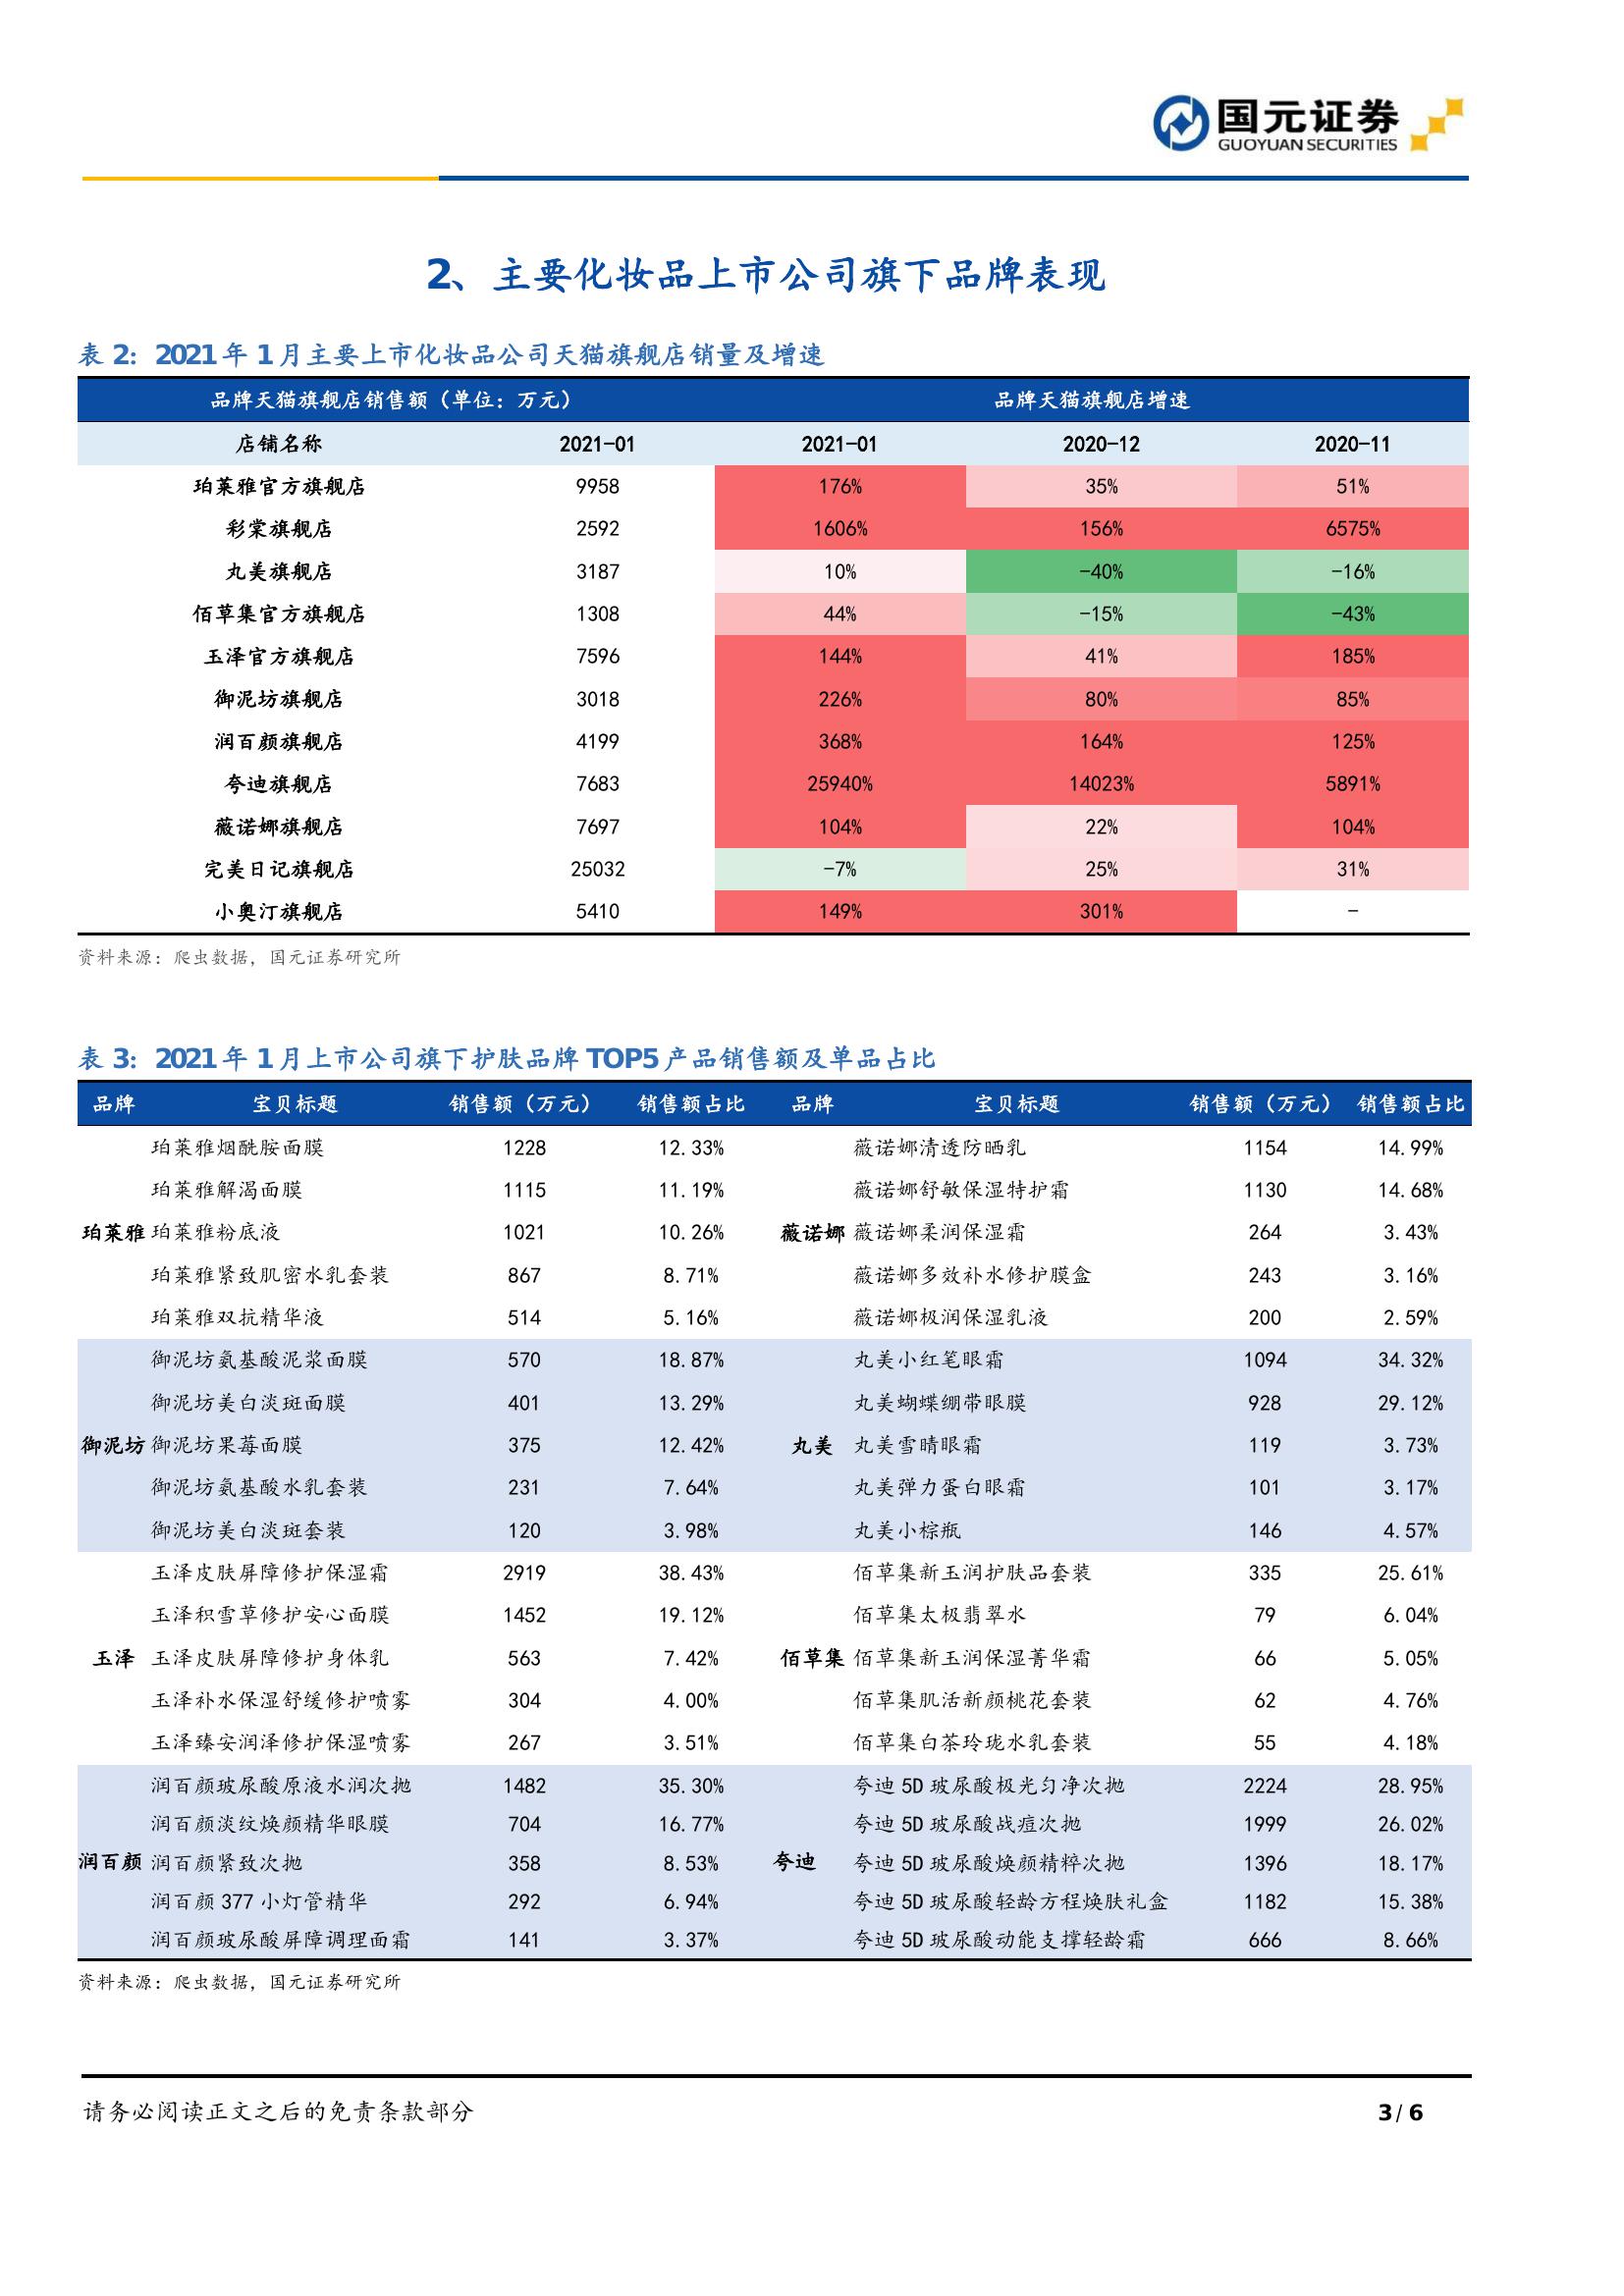 国元证券
GUOYUAN SECURITIES
2、主要化妆品上市公司旗下品牌表现
表 2：2021 年 1 月主要上市化妆品公司天猫旗舰店销量及增速
品牌天猫旗舰店销售额（单位：万元） 品牌天猫旗舰店增速
店铺名称 2021-01 2021-01 2020-12 2020-11
珀莱雅官方旗舰店 9958 176% 35% 51%
彩棠旗舰店 2592 1606% 156% 6575%
丸美旗舰店 3187 10% -40% -16%
佰草集官方旗舰店 1308 44% -15% -43%
玉泽官方旗舰店 7596 144% 41% 185%
御泥坊旗舰店 3018 226% 80% 85%
润百颜旗舰店 4199 368% 164% 125%
夸迪旗舰店 7683 25940% 14023% 5891%
薇诺娜旗舰店 7697 104% 22% 104%
完美日记旗舰店 25032 -7% 25% 31%
小奥汀旗舰店 5410 149% 301% -
资料来源：爬虫数据，国元证券研究所
表 3：2021 年 1 月上市公司旗下护肤品牌 TOP5 产品销售额及单品占比
品牌 宝贝标题 销售额（万元） 销售额占比 品牌 宝贝标题 销售额（万元） 销售额占比
珀莱雅烟酰胺面膜 1228 12.33% 薇诺娜清透防晒乳 1154 14.99%
珀莱雅解渴面膜 1115 11.19% 薇诺娜舒敏保湿特护霜 1130 14.68%
珀莱雅 珀莱雅粉底液 1021 10.26% 薇诺娜 薇诺娜柔润保湿霜 264 3.43%
珀莱雅紧致肌密水乳套装 867 8.71% 薇诺娜多效补水修护膜盒 243 3.16%
珀莱雅双抗精华液 514 5.16% 薇诺娜极润保湿乳液 200 2.59%
御泥坊氨基酸泥浆面膜 570 18.87% 丸美小红笔眼霜 1094 34.32%
御泥坊美白淡斑面膜 401 13.29% 丸美蝴蝶绷带眼膜 928 29.12%
御泥坊 御泥坊果莓面膜 375 12.42% 丸美 丸美雪晴眼霜 119 3.73%
御泥坊氨基酸水乳套装 231 7.64% 丸美弹力蛋白眼霜 101 3.17%
御泥坊美白淡斑套装 120 3.98% 丸美小棕瓶 146 4.57%
玉泽皮肤屏障修护保湿霜 2919 38.43% 佰草集新玉润护肤品套装 335 25.61%
玉泽积雪草修护安心面膜 1452 19.12% 佰草集太极翡翠水 79 6.04%
玉泽 玉泽皮肤屏障修护身体乳 563 7.42% 佰草集 佰草集新玉润保湿菁华霜 66 5.05%
玉泽补水保湿舒缓修护喷雾 304 4.00% 佰草集肌活新颜桃花套装 62 4.76%
玉泽臻安润泽修护保湿喷雾 267 3.51% 佰草集白茶玲珑水乳套装 55 4.18%
润百颜玻尿酸原液水润次抛 1482 35.30% 夸迪 5D 玻尿酸极光匀净次抛 2224 28.95%
润百颜淡纹焕颜精华眼膜 704 16.77% 夸迪 5D 玻尿酸战痘次抛 1999 26.02%
润百颜 润百颜紧致次抛 358 8.53% 夸迪 夸迪 5D 玻尿酸焕颜精粹次抛 1396 18.17%
润百颜 377 小灯管精华 292 6.94% 夸迪 5D 玻尿酸轻龄方程焕肤礼盒 1182 15.38%
润百颜玻尿酸屏障调理面霜 141 3.37% 夸迪 5D 玻尿酸动能支撑轻龄霜 666 8.66%
资料来源：爬虫数据，国元证券研究所
请务必阅读正文之后的免责条款部分 3 / 6